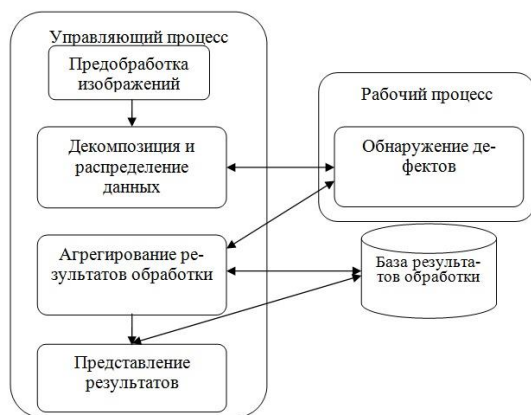 Управляющий процесс
Предобработка
изображений
Декомпозиция и
распределение
данных
Агрегирование ре-
зультатов обработки
Представление
результатов
Рабочий процесс
Обнаружение де-
фектов
База результа-
тов обработки